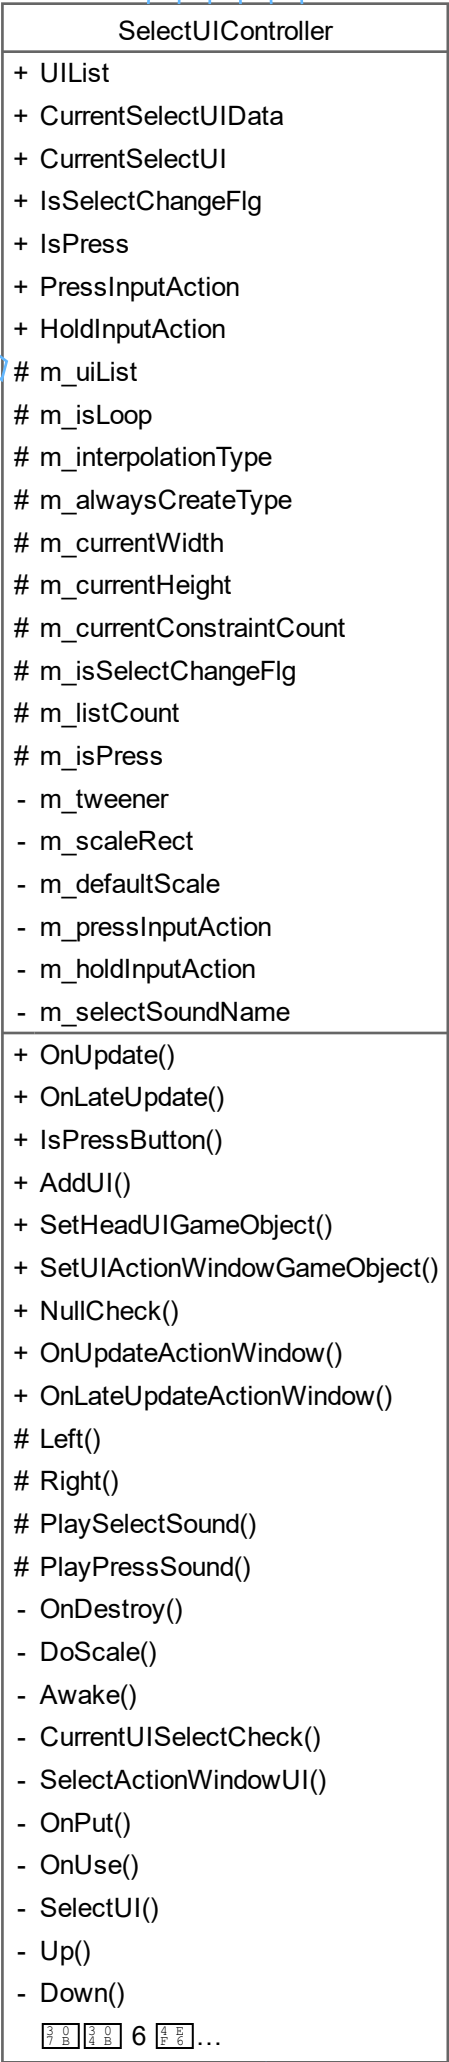 SelectUIController
+ UIList
+ CurrentSelectUIData
+ CurrentSelectUI
+ IsSelectChangeFlg
+ IsPress
+ PressInputAction
+ HoldInputAction
# m_uiList
# m_isLoop
# m_interpolationType
# m_alwaysCreateType
# m_currentWidth
# m_currentHeight
# m_currentConstraintCount
# m_isSelectChangeFlg
# m_listCount
# m_isPress
- m_tweener
- m_scaleRect
- m_defaultScale
- m_pressInputAction
- m_holdInputAction
- m_selectSoundName
+ OnUpdate()
+ OnLateUpdate()
+ IsPressButton()
+ AddUI()
+ SetHeadUIGameObject()
+ SetUIActionWindowGameObject()
+ NullCheck()
+ OnUpdateActionWindow()
+ OnLateUpdateActionWindow()
# Left()
# Right()
# PlaySelectSound()
# PlayPressSound()
- OnDestroy()
- DoScale()
- Awake()
- CurrentUISelectCheck()
- SelectActionWindowUI()
- OnPut()
- OnUse()
- SelectUI()
- Up()
- Down()
6 ...